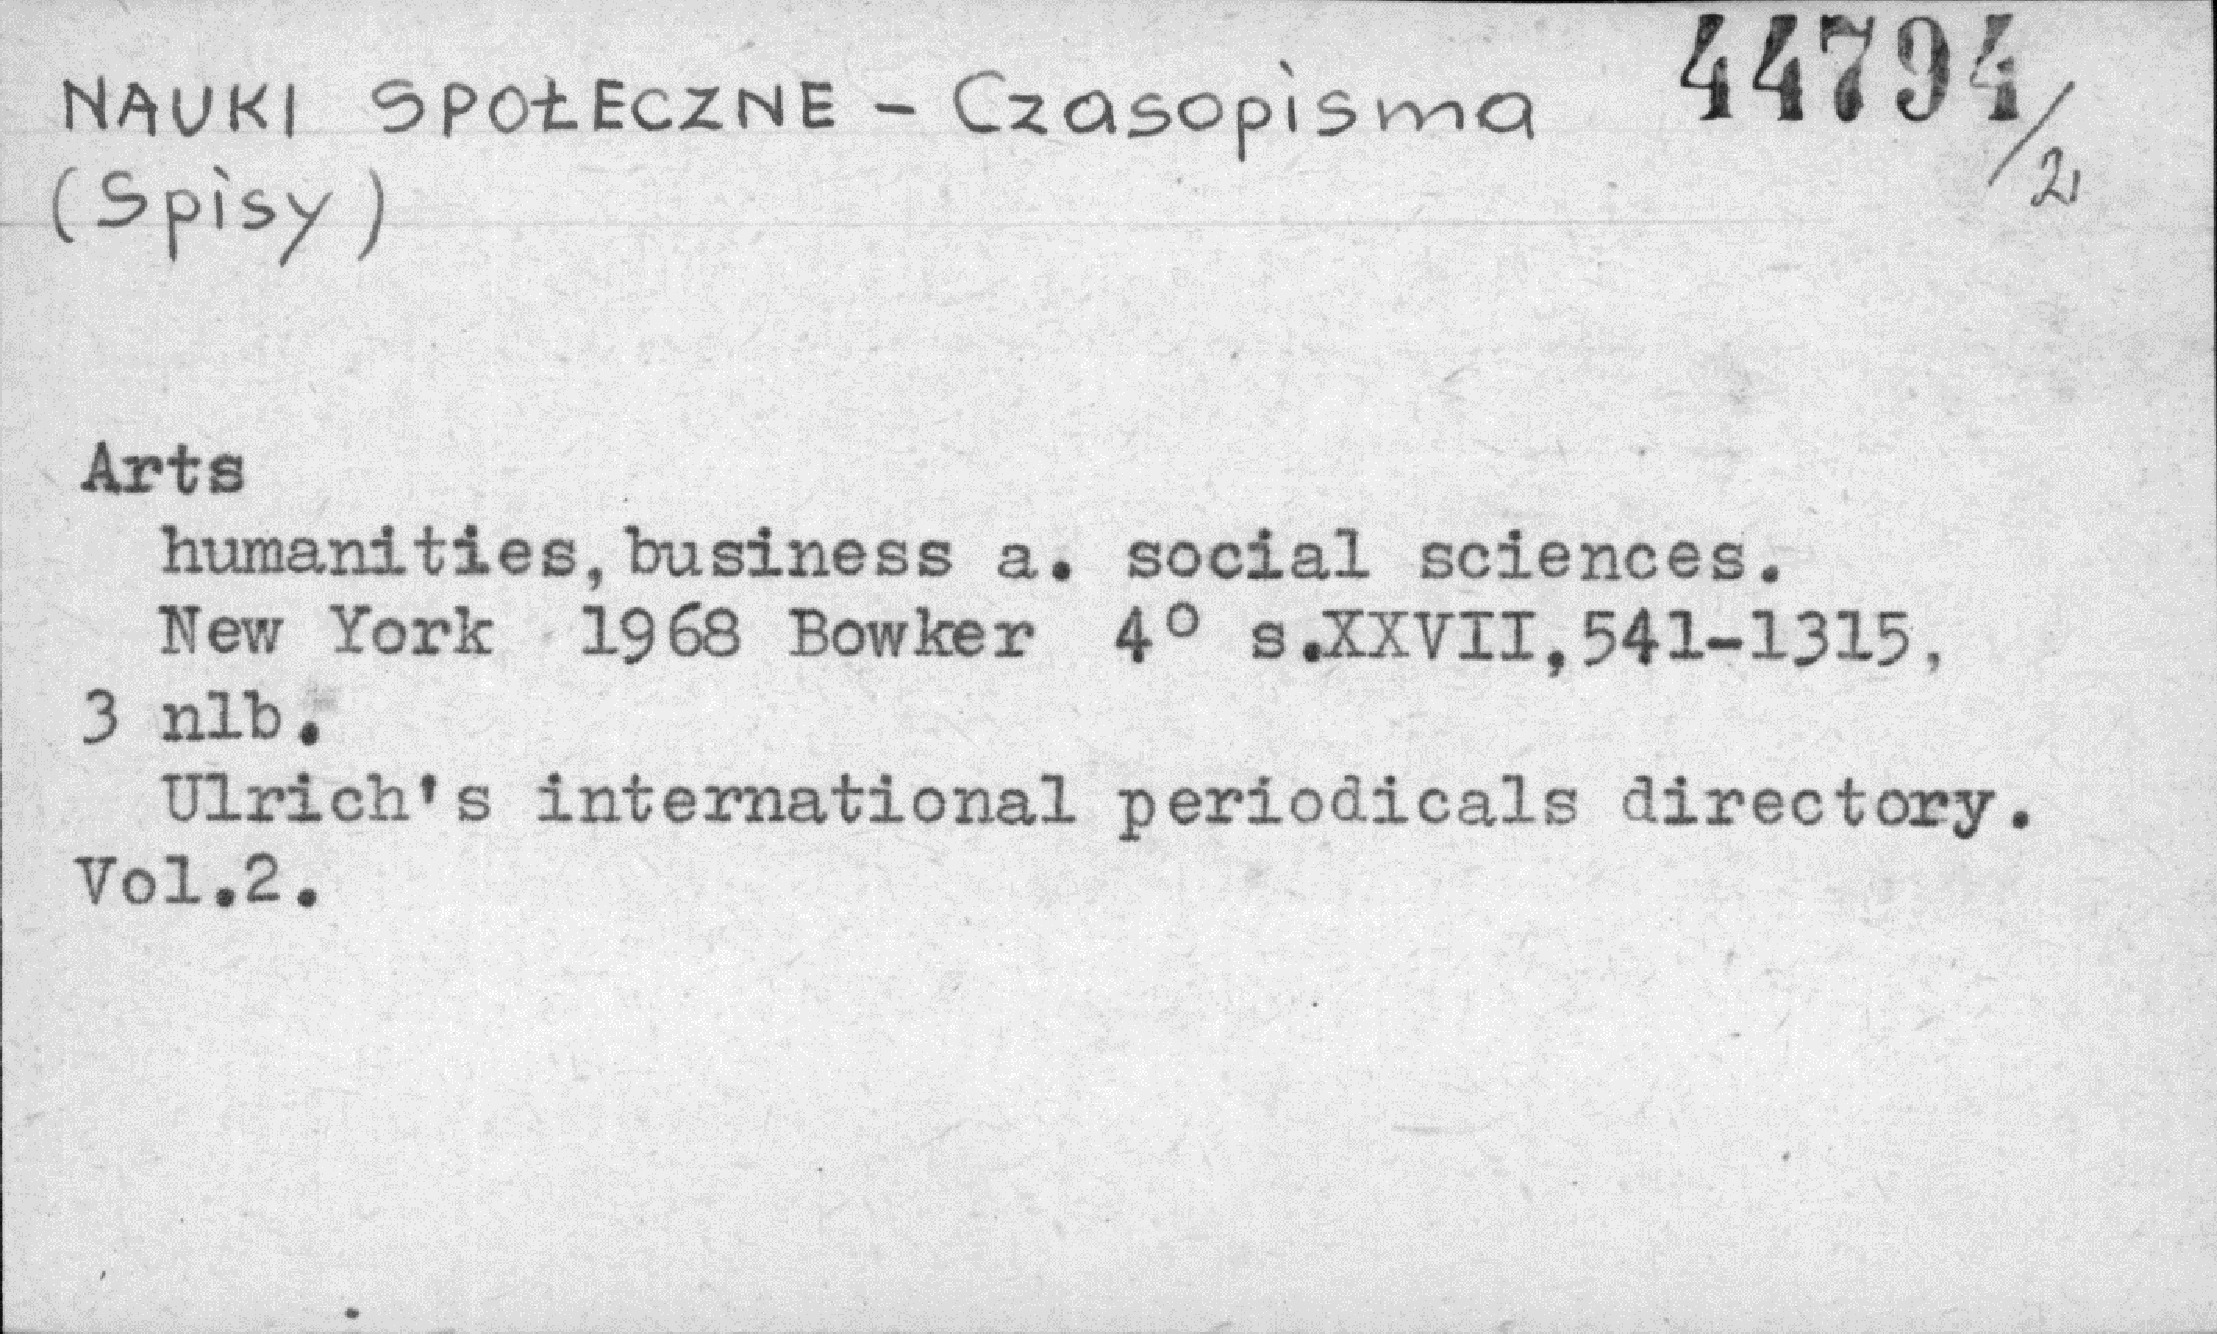 44794/2
NAUKI SPOŁECZNE - Czasopisma
(Spisy)
Arts
humanities, business a. social sciences.
New York 1968 Bowker 4° s.XXVII,541-1315,
3 nlb.
Ulrich's international periodicals directory.
Vol.2.